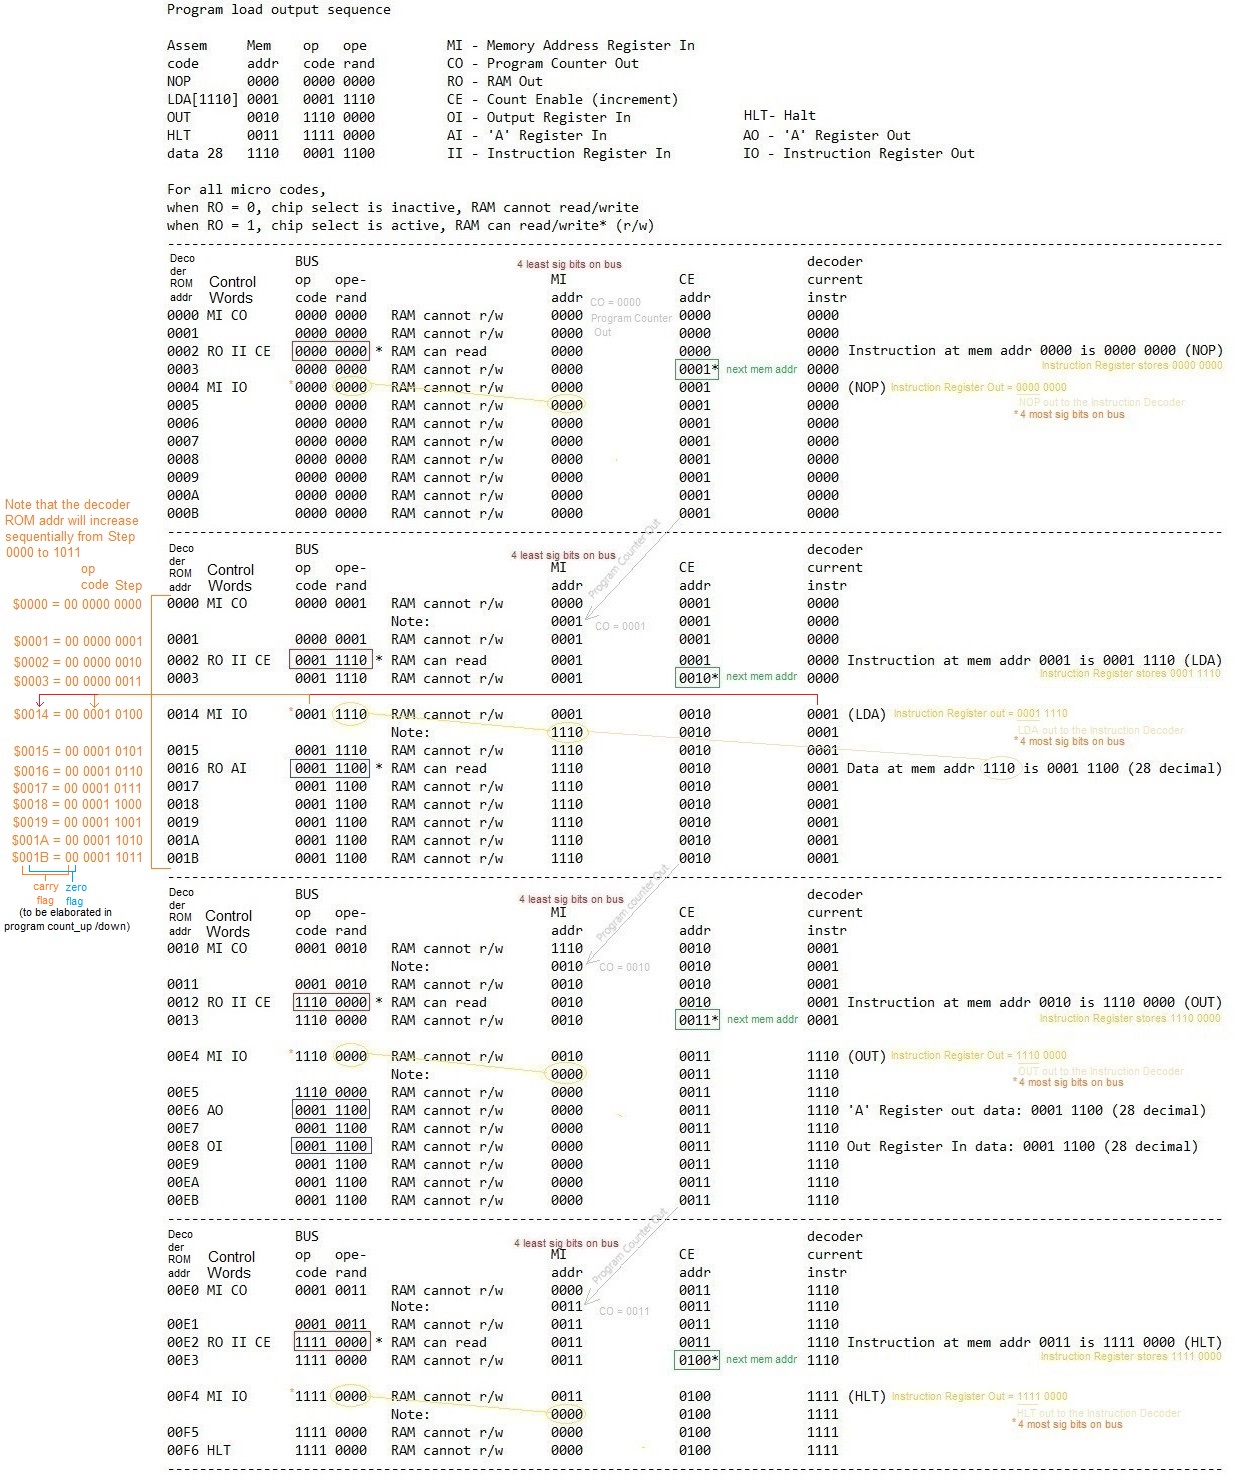 Program load output sequence
Assem Mem op ope MI - Memory Address Register In
code addr code rand CO - Program Counter Out
NOP 0000 0000 0000 RO - RAM Out
LDA[1110] 0001 0001 1110 CE - Count Enable (increment)
OUT 0010 1110 0000 OI - Output Register In HLT- Halt
HLT 0011 1111 0000 AI - 'A' Register In AO - 'A' Register Out
data 28 1110 0001 1100 II - Instruction Register In IO - Instruction Register Out
For all micro codes,
when RO = 0, chip select is inactive, RAM cannot read/write
when RO = 1, chip select is active, RAM can read/write* (r/w)
Deco BUS decoder
der 4 least sig bits on bus
ROM Control op ope- MI CE current
addr Words code rand addr addr instr
CO = 0000
Program Counter
Out
0000 MI CO 0000 0000 RAM cannot r/w 0000 0000 0000
0001 0000 0000 RAM cannot r/w 0000 0000 0000
0002 RO II CE 0000 0000 * RAM can read 0000 0000 0000 Instruction at mem addr 0000 is 0000 0000 (NOP)
0003 0000 0000 RAM cannot r/w 0000 0001* next mem addr 0000 Instruction Register stores 0000 0000
0004 MI IO *0000 0000 RAM cannot r/w 0000 0001 0000 (NOP) Instruction Register Out = 0000 0000
NOP out to the Instruction Decoder
*4 most sig bits on bus
0005 0000 0000 RAM cannot r/w 0000 0001 0000
0006 0000 0000 RAM cannot r/w 0000 0001 0000
0007 0000 0000 RAM cannot r/w 0000 0001 0000
0008 0000 0000 RAM cannot r/w 0000 0001 0000
0009 0000 0000 RAM cannot r/w 0000 0001 0000
000A 0000 0000 RAM cannot r/w 0000 0001 0000
000B 0000 0000 RAM cannot r/w 0000 0001 0000
Program Counter Out
Note that the decoder
ROM addr will increase
sequentially from Step
0000 to 1011
op
code Step
$0000 = 00 0000 0000
$0001 = 00 0000 0001
$0002 = 00 0000 0010
$0003 = 00 0000 0011
$0014 = 00 0001 0100
$0015 = 00 0001 0101
$0016 = 00 0001 0110
$0017 = 00 0001 0111
$0018 = 00 0001 1000
$0019 = 00 0001 1001
$001A = 00 0001 1010
$001B = 00 0001 1011
carry zero
flag flag
(to be elaborated in
program count_up /down)
Deco BUS decoder
der 4 least sig bits on bus
ROM Control op ope- MI CE current
addr Words code rand addr addr instr
0000 MI CO 0000 0001 RAM cannot r/w 0000 0001 0000
Note: 0001 CO = 0001 0001 0000
0001 0000 0001 RAM cannot r/w 0001 0001 0000
0002 RO II CE 0001 1110 * RAM can read 0001 0001 0000 Instruction at mem addr 0001 is 0001 1110 (LDA)
0003 0001 1110 RAM cannot r/w 0001 0010* next mem addr 0000 Instruction Register stores 0001 1110
0014 MI IO *0001 1110 RAM cannot r/w 0001 0010 0001 (LDA) Instruction Register out = 0001 1110
Note: 1110 0010 0001 LDA out to the Instruction Decoder
*4 most sig bits on bus
0015 0001 1110 RAM cannot r/w 1110 0010 0001
0016 RO AI 0001 1100 * RAM can read 1110 0010 0001 Data at mem addr 1110 is 0001 1100 (28 decimal)
0017 0001 1100 RAM cannot r/w 1110 0010 0001
0018 0001 1100 RAM cannot r/w 1110 0010 0001
0019 0001 1100 RAM cannot r/w 1110 0010 0001
001A 0001 1100 RAM cannot r/w 1110 0010 0001
001B 0001 1100 RAM cannot r/w 1110 0010 0001
Program counter Out
Deco BUS decoder
der 4 least sig bits on bus
ROM Control op ope- MI CE current
addr Words code rand addr addr instr
0010 MI CO 0001 0010 RAM cannot r/w 1110 0010 0001
Note: 0010 CO = 0010 0010 0001
0011 0001 0010 RAM cannot r/w 0010 0010 0001
0012 RO II CE 1110 0000 * RAM can read 0010 0010 0001 Instruction at mem addr 0010 is 1110 0000 (OUT)
0013 1110 0000 RAM cannot r/w 0010 0011* next mem addr 0001 Instruction Register stores 1110 0000
00E4 MI IO *1110 0000 RAM cannot r/w 0010 0011 1110 (OUT) Instruction Register Out = 1110 0000
Note: 0000 0011 1110 OUT out to the Instruction Decoder
*4 most sig bits on bus
00E5 1110 0000 RAM cannot r/w 0000 0011 1110
00E6 AO 0001 1100 RAM cannot r/w 0000 0011 1110 'A' Register out data: 0001 1100 (28 decimal)
00E7 0001 1100 RAM cannot r/w 0000 0011 1110
00E8 OI 0001 1100 RAM cannot r/w 0000 0011 1110 Out Register In data: 0001 1100 (28 decimal)
00E9 0001 1100 RAM cannot r/w 0000 0011 1110
00EA 0001 1100 RAM cannot r/w 0000 0011 1110
00EB 0001 1100 RAM cannot r/w 0000 0011 1110
Program Counter Out
Deco BUS decoder
der 4 least sig bits on bus
ROM Control op ope- MI CE current
addr Words code rand addr addr instr
00E0 MI CO 0001 0011 RAM cannot r/w 0000 0011 1110
Note: 0011 CO = 0011 0011 1110
00E1 0001 0011 RAM cannot r/w 0011 0011 1110
00E2 RO II CE 1111 0000 * RAM can read 0011 0011 1110 Instruction at mem addr 0011 is 1111 0000 (HLT)
00E3 1111 0000 RAM cannot r/w 0011 0100* next mem addr 1110 Instruction Register stores 1111 0000
00F4 MI IO *1111 0000 RAM cannot r/w 0011 0100 1111 (HLT) Instruction Register Out = 1111 0000
Note: 0000 0100 1111 HLT out to the Instruction Decoder
*4 most sig bits on bus
00F5 1111 0000 RAM cannot r/w 0000 0100 1111
00F6 HLT 1111 0000 RAM cannot r/w 0000 0100 1111